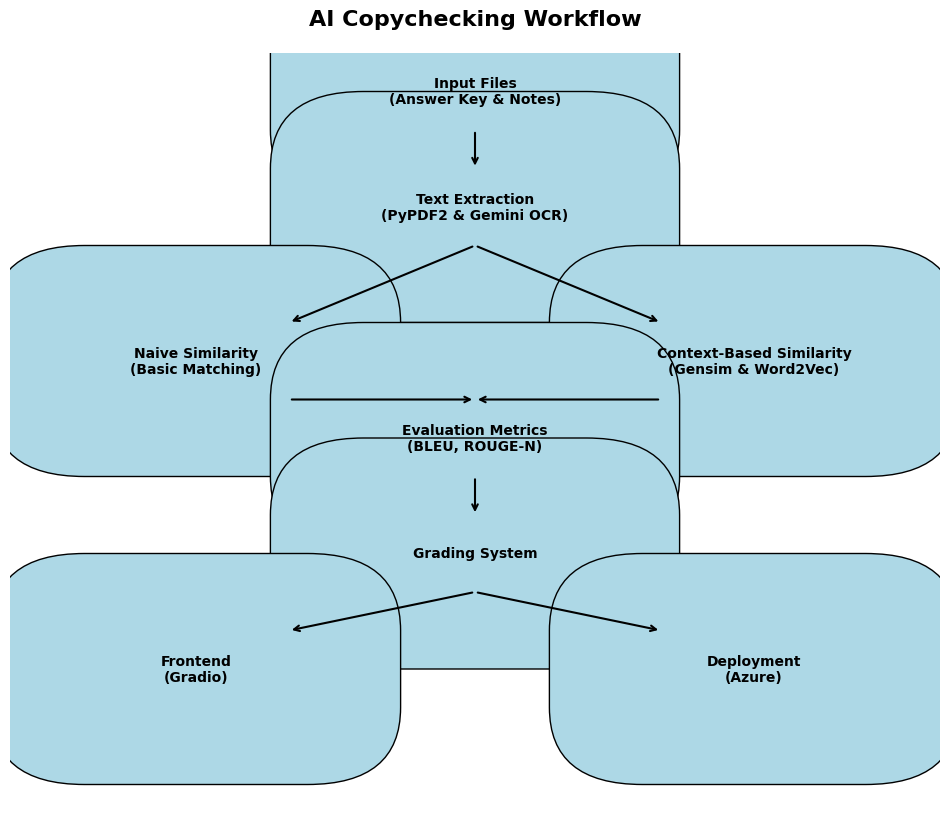 AI Copychecking Workflow
Input Files
(Answer Key & Notes)
Text Extraction
(PyPDF2 & Gemini OCR)
Naive Similarity
(Basic Matching)
Context-Based Similarity
(Gensim & Word2Vec)
Evaluation Metrics
(BLEU, ROUGE-N)
Grading System
Frontend
(Gradio)
Deployment
(Azure)